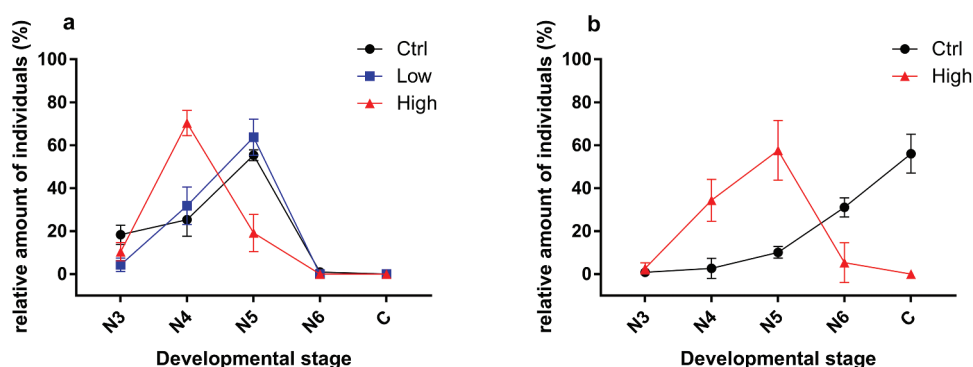 a
Ctrl
Low
High
relative amount of individuals (%)
100
80
60
40
20
0
N3
N4
N5
N6
C
Developmental stage
b
Ctrl
High
relative amount of individuals (%)
100
80
60
40
20
0
N3
N4
N5
N6
C
Developmental stage